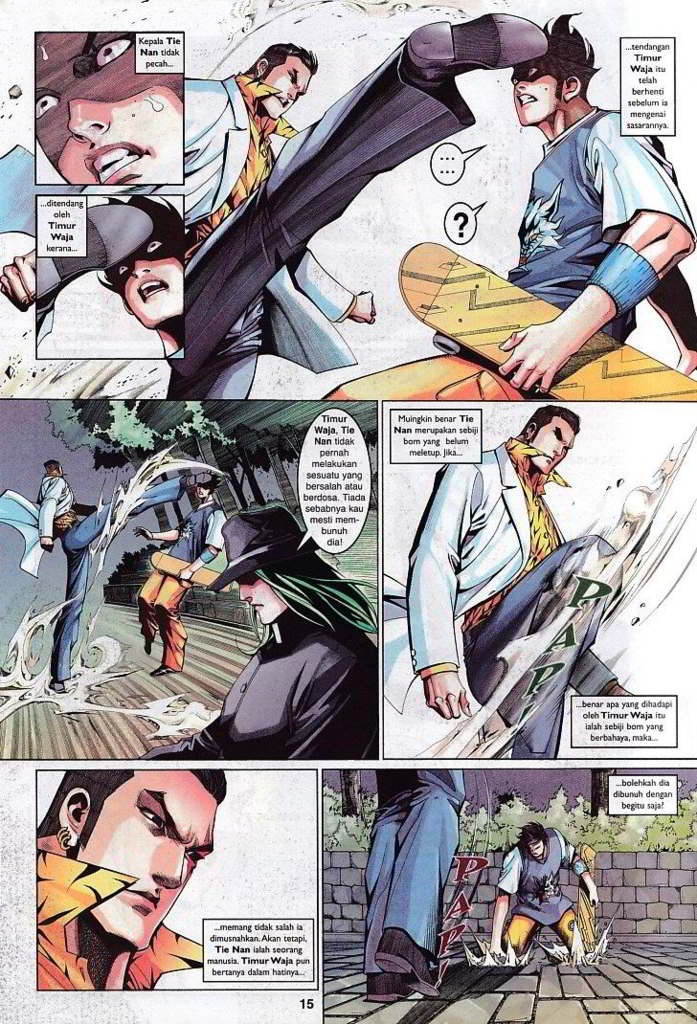 Kepala Tie
Nan tidak
pecah...
...ditendang
oleh
Timur
Waja
kerana...
...tendangan
Timur
Waja itu
telah
berhenti
sebelum ia
mengenai
sasarannya.
...
...
?
Timur
Waja, Tie
Nan tidak
pernah
melakukan
sesuatu yang
bersalah atau
berdosa. Tiada
sebabnya kau
mesti mem-
bunuh
dia!
Muingkin benar Tie
Nan merupakan sebiji
bom yang belum
meletup. Jika...
PAP!
...benar apa yang dihadapi
oleh Timur Waja itu
ialah sebiji bom yang
berbahaya, maka...
...memang tidak salah ia
dimusnahkan. Akan tetapi,
Tie Nan ialah seorang
manusia. Timur Waja pun
bertanya dalam hatinya...
...bolehkah dia
dibunuh dengan
begitu saja?
PAP!
15